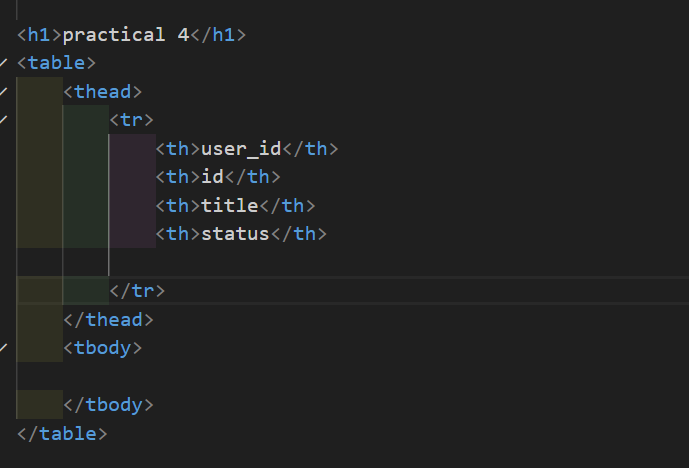 <h1>practical 4</h1>
<table>
<thead>
<tr>
<th>user_id</th>
<th>id</th>
<th>title</th>
<th>status</th>
</tr>
</thead>
<tbody>
</tbody>
</table>